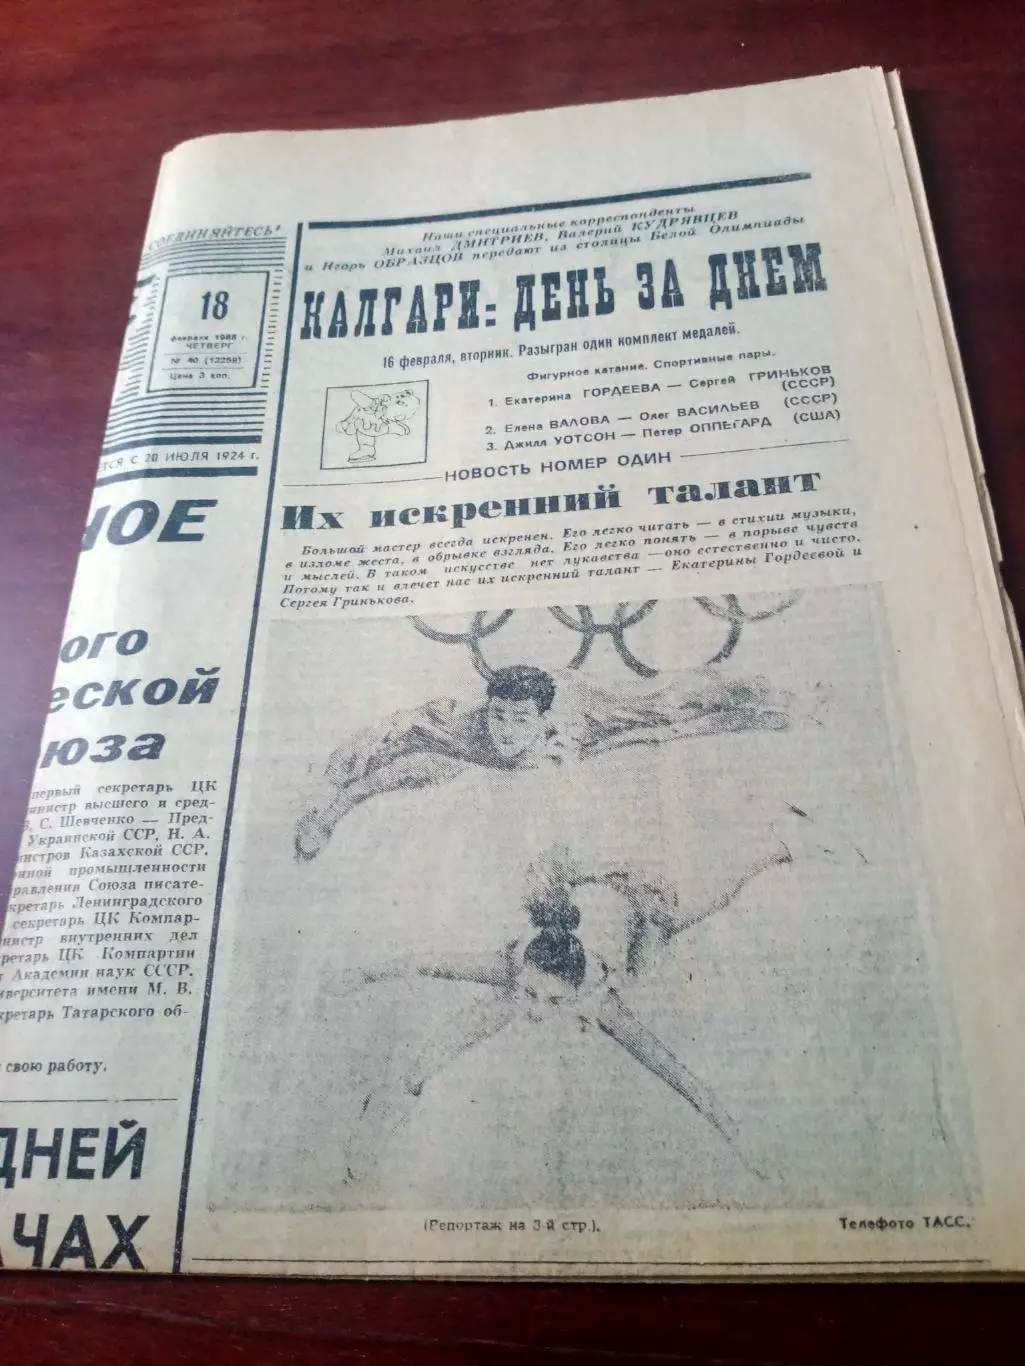 СОЕДИНЯЙТЕСЬ!
18
февраля 1988 г.
ЧЕТВЕРГ
№ 40 (12259)
Цена 3 коп.
ЕТСЯ С 20 ИЮЛЯ 1924 г.
НОЕ
ого
еской
юза
первый секретарь ЦК
министр высшего и сред-
С. Шевченко — Пред-
Украинской ССР, Н. А.
нистров Казахской ССР,
нной промышленности
равления Союза писате-
кретарь Ленинградского
секретарь ЦК Компар-
нистр внутренних дел
ретарь ЦК Компартии
т Академии наук СССР,
иверситета имени М. В.
кретарь Татарского об-
свою работу.
ДНЕЙ
АЧАХ
Наши специальные корреспонденты
Михаил ДМИТРИЕВ, Валерий КУДРЯВЦЕВ
и Игорь ОБРАЗЦОВ передают из столицы Белой Олимпиады
КАЛГАРИ: ДЕНЬ ЗА ДНЕМ
16 февраля, вторник. Разыгран один комплект медалей.
Фигурное катание. Спортивные пары.
1. Екатерина ГОРДЕЕВА — Сергей ГРИНЬКОВ
(СССР)
2. Елена ВАЛОВА — Олег ВАСИЛЬЕВ (СССР)
3. Джилл УОТСОН — Петер ОППЕГАРД (США)
НОВОСТЬ НОМЕР ОДИН
Их искренний талант
Большой мастер всегда искренен. Его легко читать — в стихии музыки,
в изломе жеста, в обрывке взгляда. Его легко понять — в порыве чувств
и мыслей. В таком искусстве нет лукавства — оно естественно и чисто.
Потому так и влечет нас их искренний талант — Екатерины Гордеевой и
Сергея Гринькова.
(Репортаж на 3-й стр.).
Телефото ТАСС.